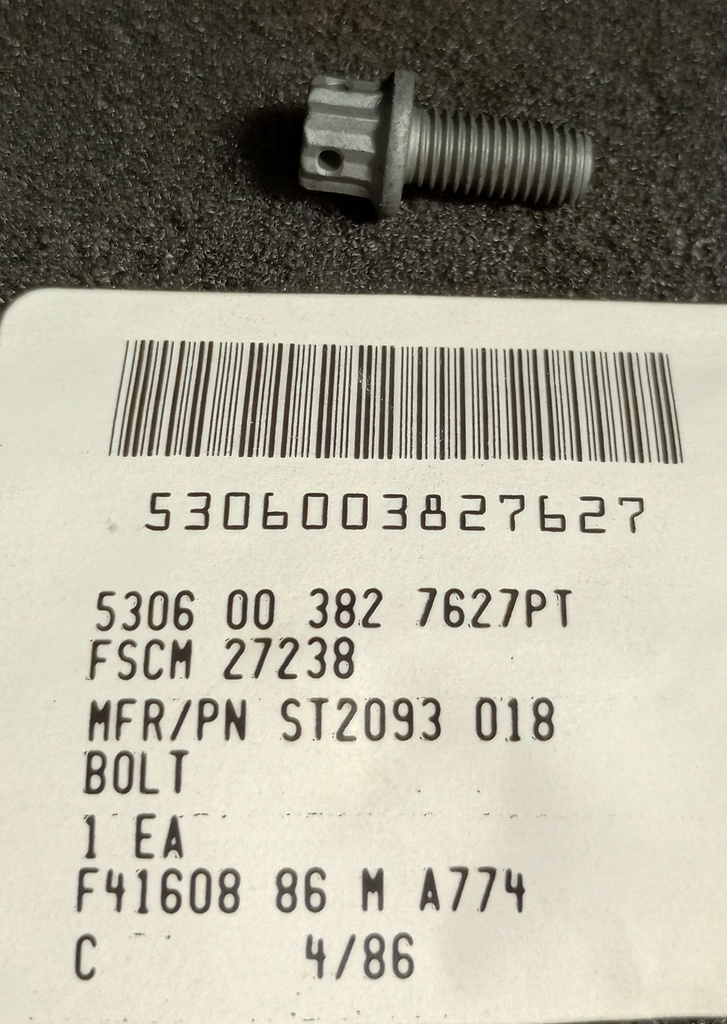 5306003827627
5306 00 382 7627PT
FSCM 27238
MFR/PN ST2093 018
BOLT
1 EA
F41608 86 M A774
C 4/86